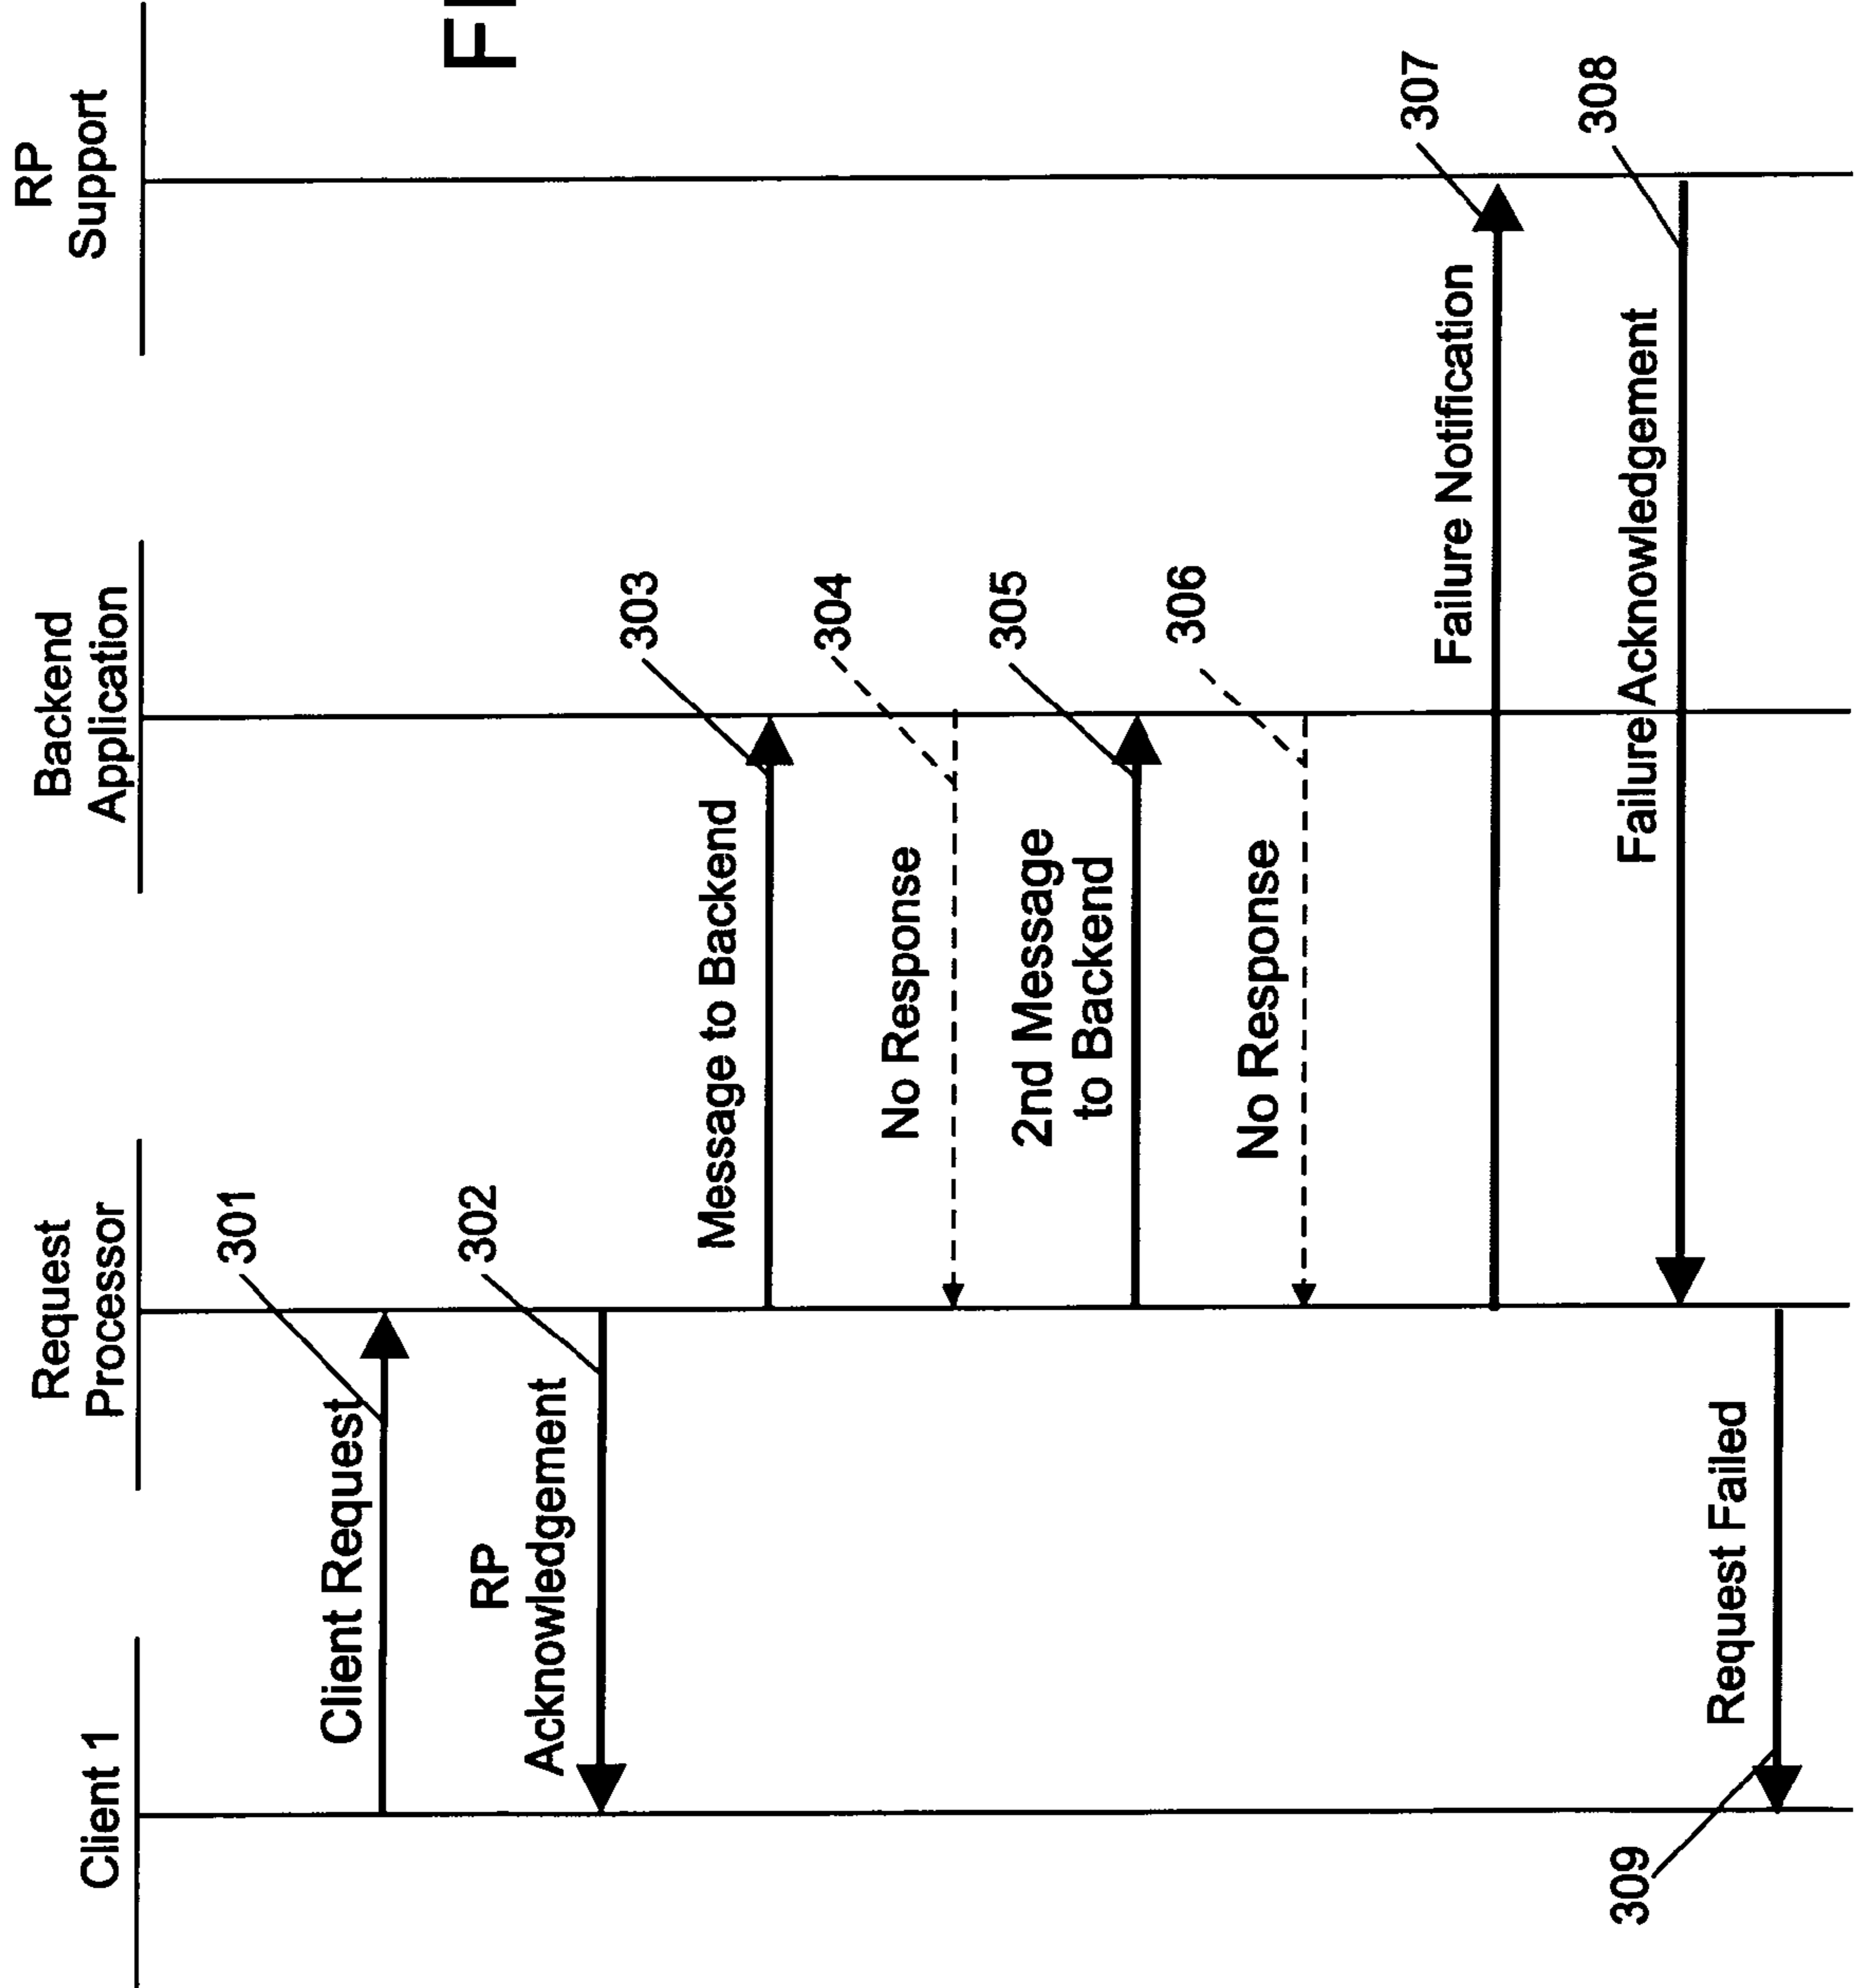 Client 1
Request
Processor
Backend
Application
RP
Support
301
Client Request
302
RP
Acknowledgement
303
Message to Backend
304
No Response
305
2nd Message
to Backend
306
No Response
307
Failure Notification
308
Failure Acknowledgement
309
Request Failed